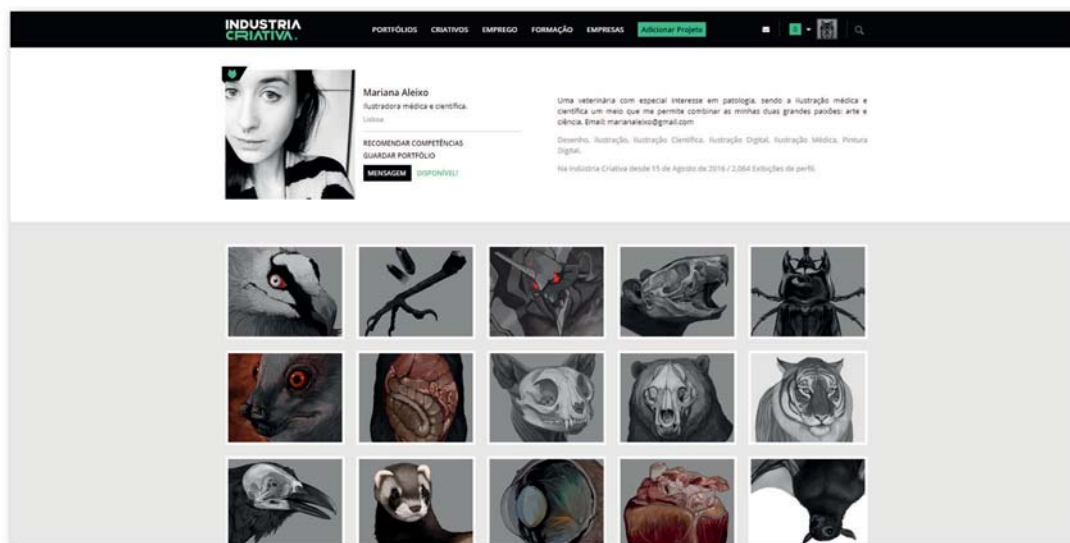 INDUSTRIA
CRIATIVA.
PORTFÓLIOS CRIATIVOS EMPREGO FORMAÇÃO EMPRESAS Adicionar Projeto
Mariana Aleixo
Ilustradora médica e científica.
Lisboa
RECOMENDAR COMPETÊNCIAS
GUARDAR PORTFÓLIO
MENSAGEM DISPONÍVEL!
Uma veterinária com especial interesse em patologia, sendo a ilustração médica e
científica um meio que me permite combinar as minhas duas grandes paixões: arte e
ciência. Email: marianaleixo@gmail.com
Desenho, Ilustração, Ilustração Científica, Ilustração Digital, Ilustração Médica, Pintura
Digital.
Na Indústria Criativa desde 15 de Agosto de 2016 / 2,064 Exibições de perfil.